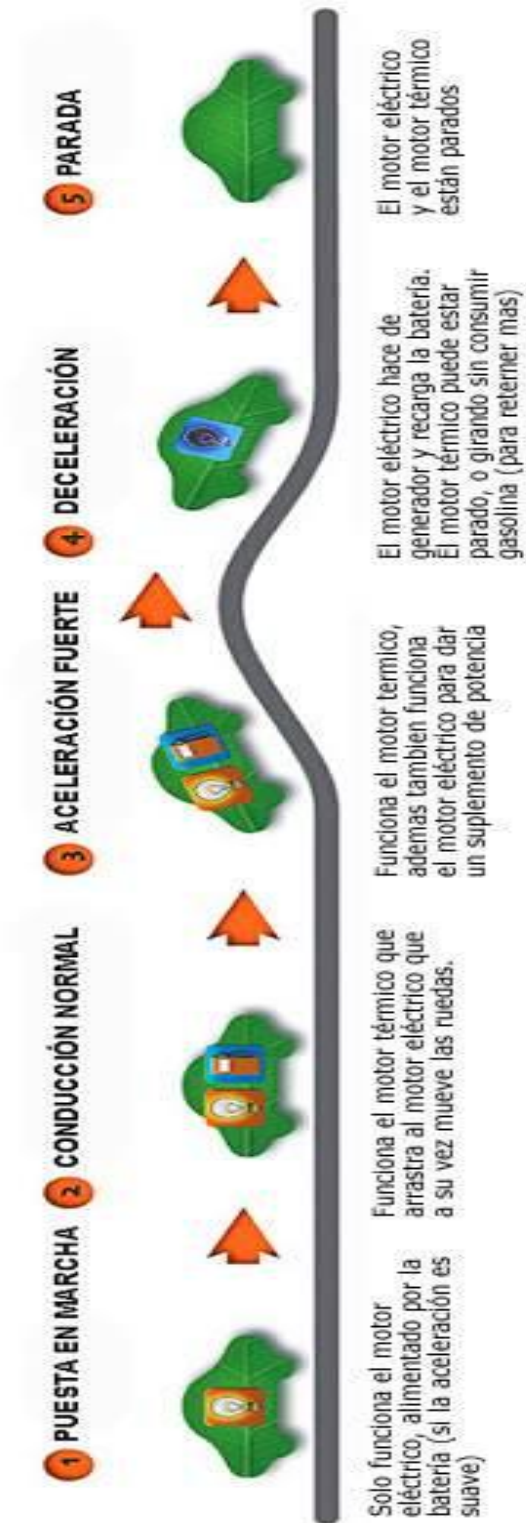 1 PUESTA EN MARCHA
Solo funciona el motor
eléctrico, alimentado por la
batería (si la aceleración es
suave)
2 CONDUCCIÓN NORMAL
Funciona el motor térmico que
arrastra al motor eléctrico que
a su vez mueve las ruedas.
3 ACELERACIÓN FUERTE
Funciona el motor termico,
ademas tambien funciona
el motor eléctrico para dar
un suplemento de potencia
4 DECELERACIÓN
El motor eléctrico hace de
generador y recarga la batería.
El motor térmico puede estar
parado, o girando sin consumir
gasolina (para reterner mas)
5 PARADA
El motor eléctrico
y el motor térmico
están parados